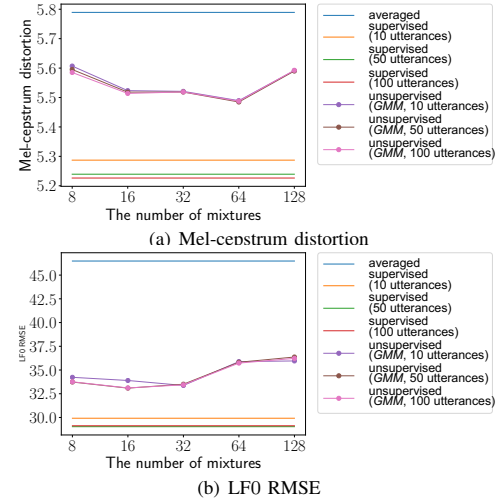 5.8
5.7
5.6
5.5
5.4
5.3
5.2
Mel-cepstrum distortion
8 16 32 64 128
The number of mixtures
averaged
supervised
(10 utterances)
supervised
(50 utterances)
supervised
(100 utterances)
unsupervised
(GMM, 10 utterances)
unsupervised
(GMM, 50 utterances)
unsupervised
(GMM, 100 utterances)
(a) Mel-cepstrum distortion
45.0
42.5
40.0
37.5
35.0
32.5
30.0
LF0 RMSE
8 16 32 64 128
The number of mixtures
averaged
supervised
(10 utterances)
supervised
(50 utterances)
supervised
(100 utterances)
unsupervised
(GMM, 10 utterances)
unsupervised
(GMM, 50 utterances)
unsupervised
(GMM, 100 utterances)
(b) LF0 RMSE